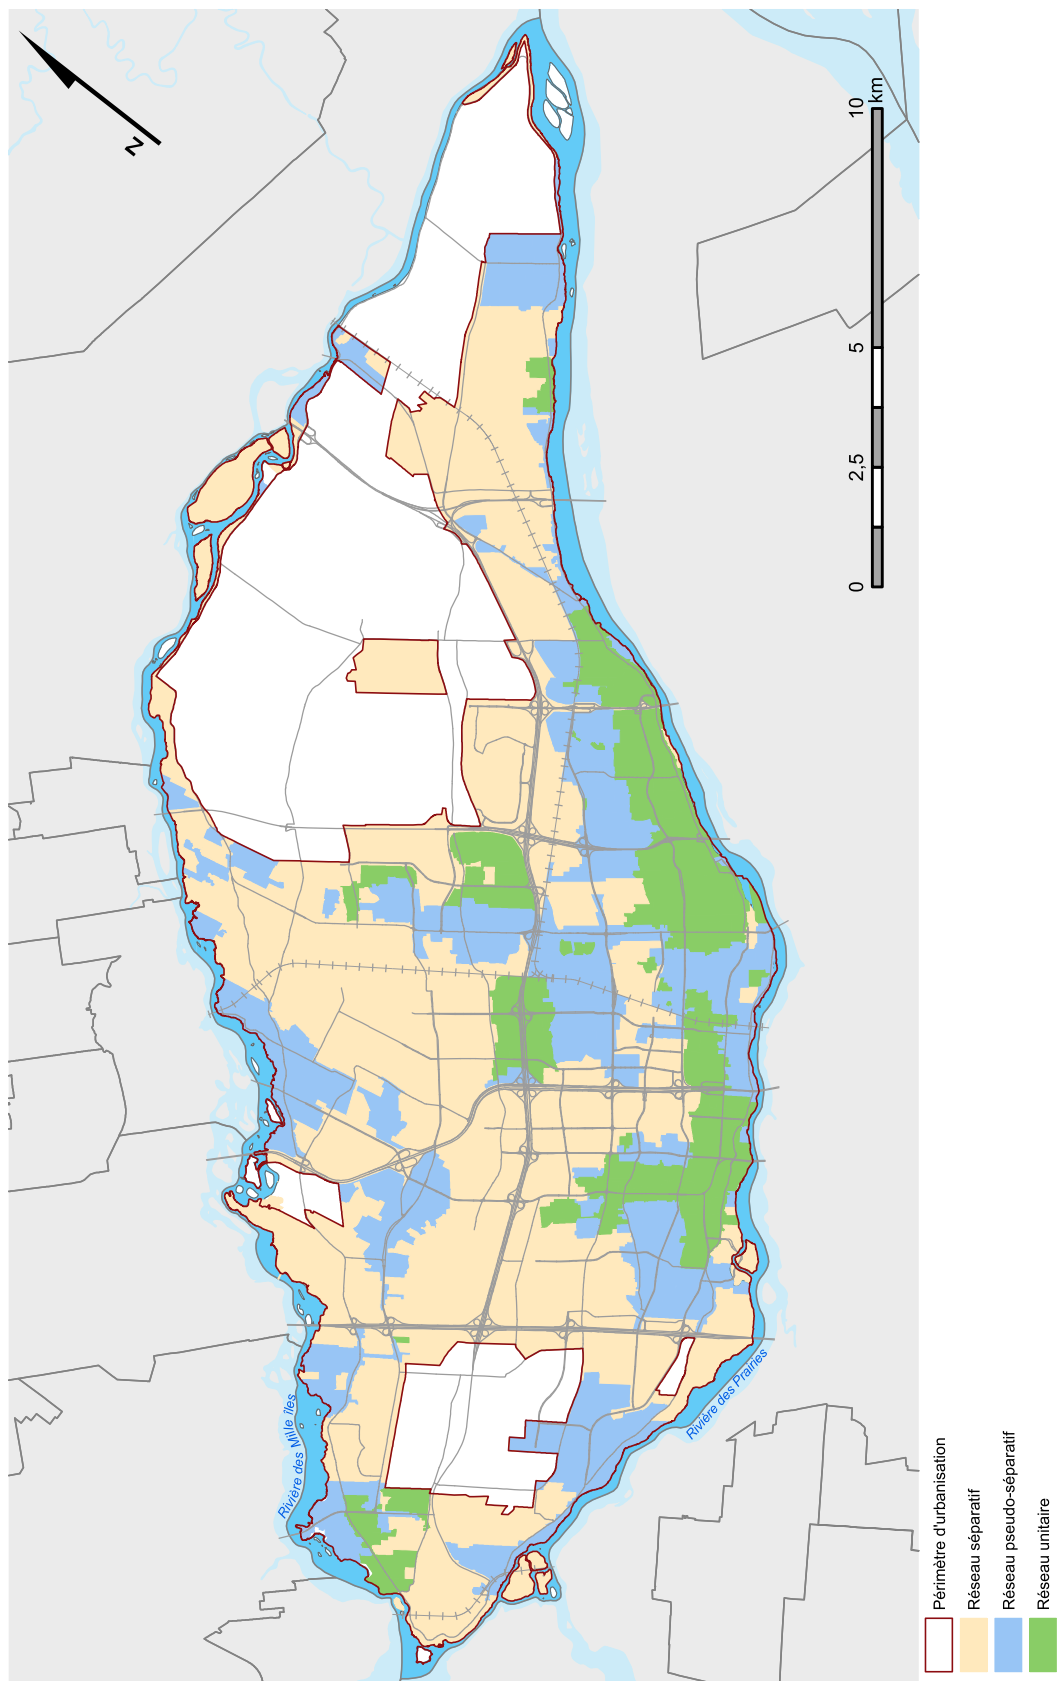 N
0
2,5
5
10
km
Rivière des Mille îles
Rivière des Prairies
Périmètre d'urbanisation
Réseau séparatif
Réseau pseudo-séparatif
Réseau unitaire